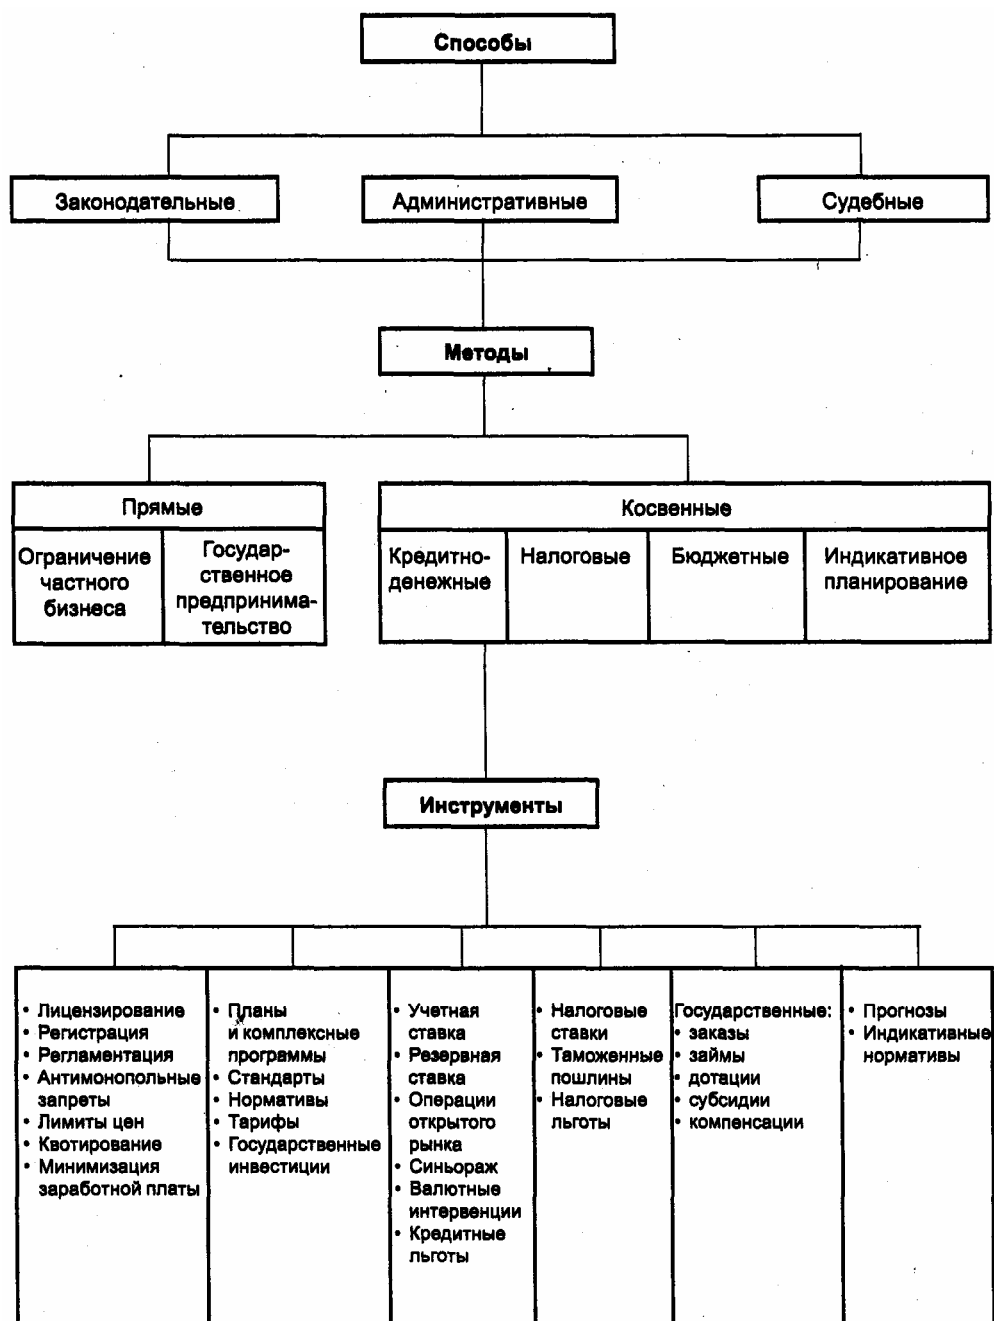 Способы
Законодательные
Административные
Судебные
Методы
Прямые
Ограничение
частного
бизнеса
Государ-
ственное
предпринима-
тельство
Косвенные
Кредитно-
денежные
Налоговые
Бюджетные
Индикативное
планирование
Инструменты
• Лицензирование
• Регистрация
• Регламентация
• Антимонопольные
запреты
• Лимиты цен
• Квотирование
• Минимизация
заработной платы
• Планы
и комплексные
программы
• Стандарты
• Нормативы
• Тарифы
• Государственные
инвестиции
• Учетная
ставка
• Резервная
ставка
• Операции
открытого
рынка
• Синьораж
• Валютные
интервенции
• Кредитные
льготы
• Налоговые
ставки
• Таможенные
пошлины
• Налоговые
льготы
Государственные:
• заказы
• займы
• дотации
• субсидии
• компенсации
• Прогнозы
• Индикативные
нормативы